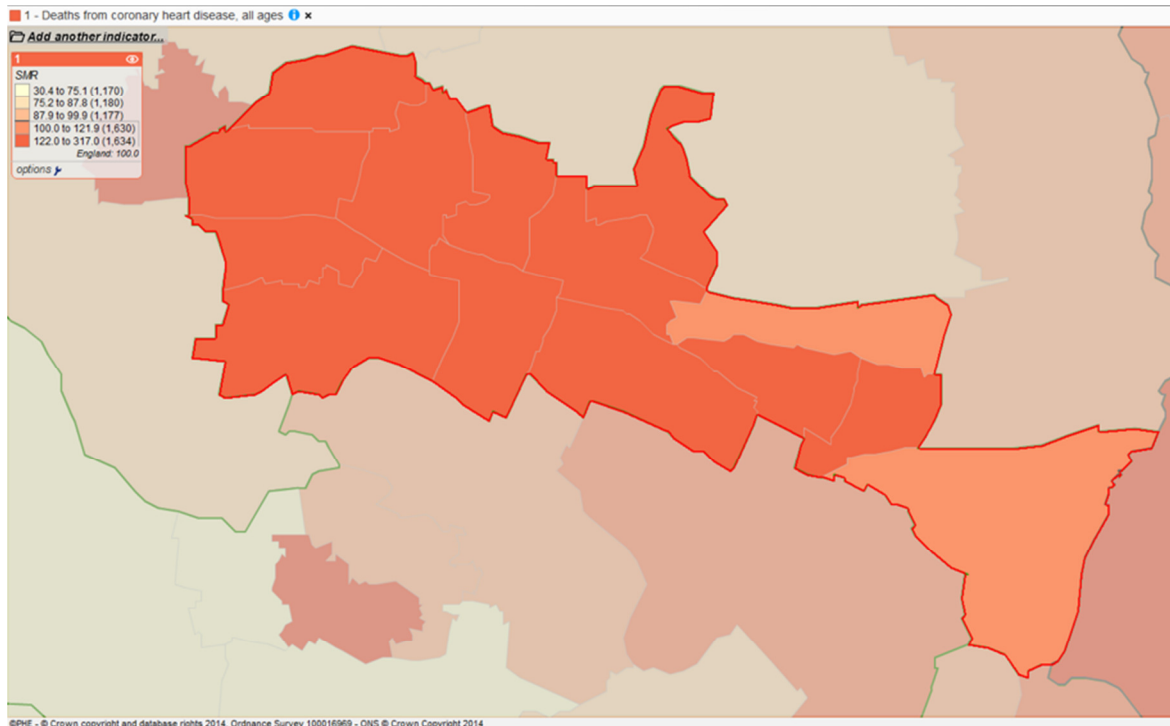 1 - Deaths from coronary heart disease, all ages i ×
Add another indicator...
1
SMR
30.4 to 75.1 (1,170)
75.2 to 87.8 (1,180)
87.9 to 99.9 (1,177)
100.0 to 121.9 (1,630)
122.0 to 317.0 (1,634)
England: 100.0
options
©PHE - © Crown copyright and database rights 2014, Ordnance Survey 100016969 - ONS © Crown Copyright 2014